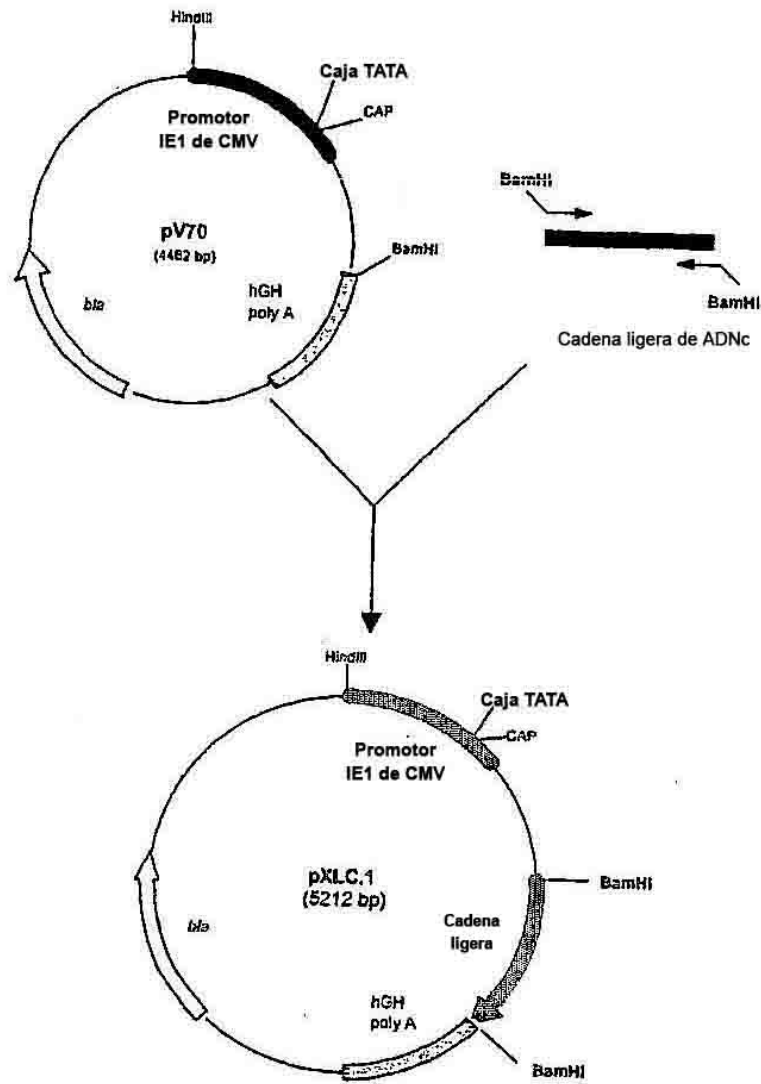 HindIII
Caja TATA
CAP
Promotor
IE1 de CMV
BamHI
pV70
(4462 bp)
BamHI
bla
hGH
poly A
BamHI
Cadena ligera de ADNc
HindIII
Caja TATA
CAP
Promotor
IE1 de CMV
pXLC.1
(5212 bp)
BamHI
bla
Cadena
ligera
hGH
poly A
BamHI